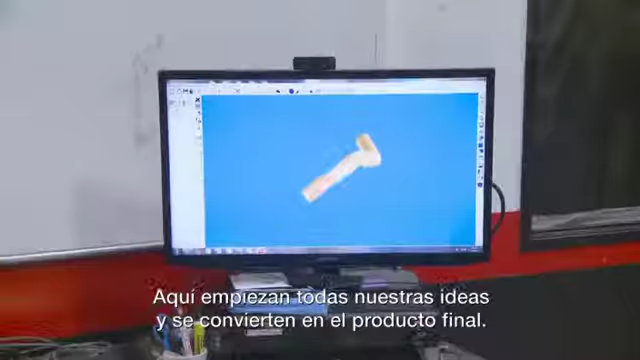 Aquí empiezan todas nuestras ideas
y se convierten en el producto final.